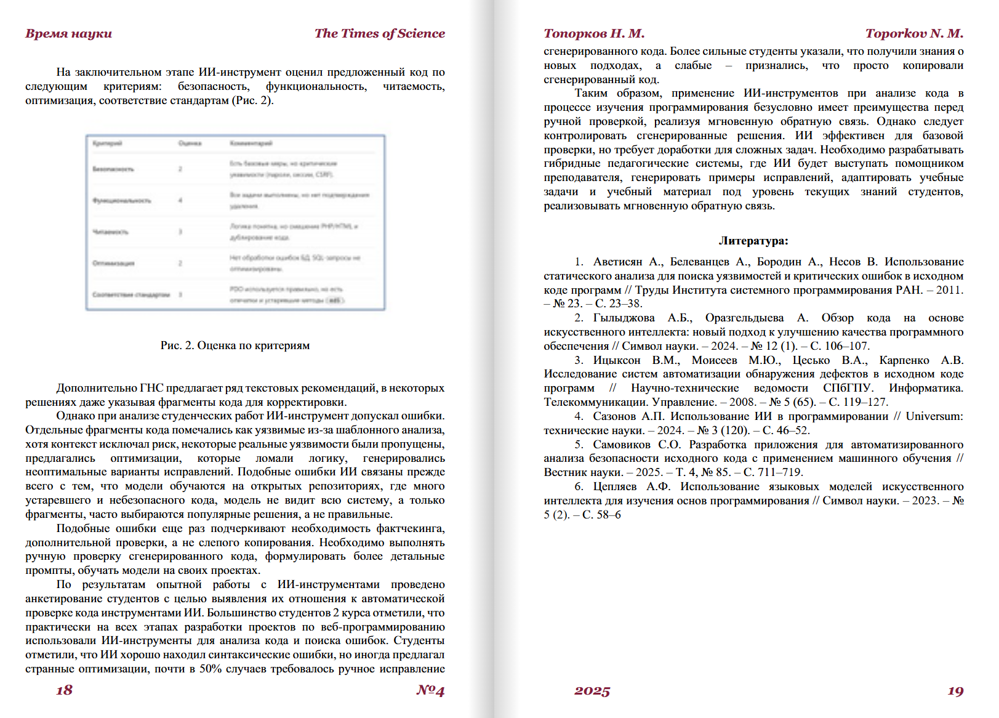 Время науки
The Times of Science
На заключительном этапе ИИ-инструмент оценил предложенный код по
следующим критериям: безопасность, функциональность, читаемость,
оптимизация, соответствие стандартам (Рис. 2).
Критерий Оценка Комментарий
Безопасность 2 Есть базовые меры, но критические
уязвимости (пароли, сессии, CSRF).
Функциональность 4 Все задачи выполнены, но нет подтверждения
удаления.
Читаемость 3 Логика понятна, но смешение PHP/HTML и
дублирование кода.
Оптимизация 2 Нет обработки ошибок БД, SQL-запросы не
оптимизированы.
Соответствие стандартам 3 PDO используется правильно, но есть
опечатки и устаревшие методы
Рис. 2. Оценка по критериям
Дополнительно ГНС предлагает ряд текстовых рекомендаций, в некоторых
решениях даже указывая фрагменты кода для корректировки.
Однако при анализе студенческих работ ИИ-инструмент допускал ошибки.
Отдельные фрагменты кода помечались как уязвимые из-за шаблонного анализа,
хотя контекст исключал риск, некоторые реальные уязвимости были пропущены,
предлагались оптимизации, которые ломали логику, генерировались
неоптимальные варианты исправлений. Подобные ошибки ИИ связаны прежде
всего с тем, что модели обучаются на открытых репозиториях, где много
устаревшего и небезопасного кода, модель не видит всю систему, а только
фрагменты, часто выбираются популярные решения, а не правильные.
Подобные ошибки еще раз подчеркивают необходимость фактчекинга,
дополнительной проверки, а не слепого копирования. Необходимо выполнять
ручную проверку сгенерированного кода, формулировать более детальные
промпты, обучать модели на своих проектах.
По результатам опытной работы с ИИ-инструментами проведено
анкетирование студентов с целью выявления их отношения к автоматической
проверке кода инструментами ИИ. Большинство студентов 2 курса отметили, что
практически на всех этапах разработки проектов по веб-программированию
использовали ИИ-инструменты для анализа кода и поиска ошибок. Студенты
отметили, что ИИ хорошо находил синтаксические ошибки, но иногда предлагал
странные оптимизации, почти в 50% случаев требовалось ручное исправление
18
№4
Топорков Н. М.
Toporkov N. M.
сгенерированного кода. Более сильные студенты указали, что получили знания о
новых подходах, а слабые – признались, что просто копировали
сгенерированный код.
Таким образом, применение ИИ-инструментов при анализе кода в
процессе изучения программирования безусловно имеет преимущества перед
ручной проверкой, реализуя мгновенную обратную связь. Однако следует
контролировать сгенерированные решения. ИИ эффективен для базовой
проверки, но требует доработки для сложных задач. Необходимо разрабатывать
гибридные педагогические системы, где ИИ будет выступать помощником
преподавателя, генерировать примеры исправлений, адаптировать учебные
задачи и учебный материал под уровень текущих знаний студентов,
реализовывать мгновенную обратную связь.
Литература:
1. Аветисян А., Белеванцев А., Бородин А., Несов В. Использование
статического анализа для поиска уязвимостей и критических ошибок в исходном
коде программ // Труды Института системного программирования РАН. – 2011.
– № 23. – С. 23–38.
2. Гылыджова А.Б., Оразгельдыева А. Обзор кода на основе
искусственного интеллекта: новый подход к улучшению качества программного
обеспечения // Символ науки. – 2024. – № 12 (1). – С. 106–107.
3. Ицыксон В.М., Моисеев М.Ю., Цесько В.А., Карпенко А.В.
Исследование систем автоматизации обнаружения дефектов в исходном коде
программ // Научно-технические ведомости СПбГПУ. Информатика.
Телекоммуникации. Управление. – 2008. – № 5 (65). – С. 119–127.
4. Сазонов А.П. Использование ИИ в программировании // Universum:
технические науки. – 2024. – № 3 (120). – С. 46–52.
5. Самовиков С.О. Разработка приложения для автоматизированного
анализа безопасности исходного кода с применением машинного обучения //
Вестник науки. – 2025. – Т. 4, № 85. – С. 711–719.
6. Цепляев А.Ф. Использование языковых моделей искусственного
интеллекта для изучения основ программирования // Символ науки. – 2023. – №
5 (2). – С. 58–6
2025
19